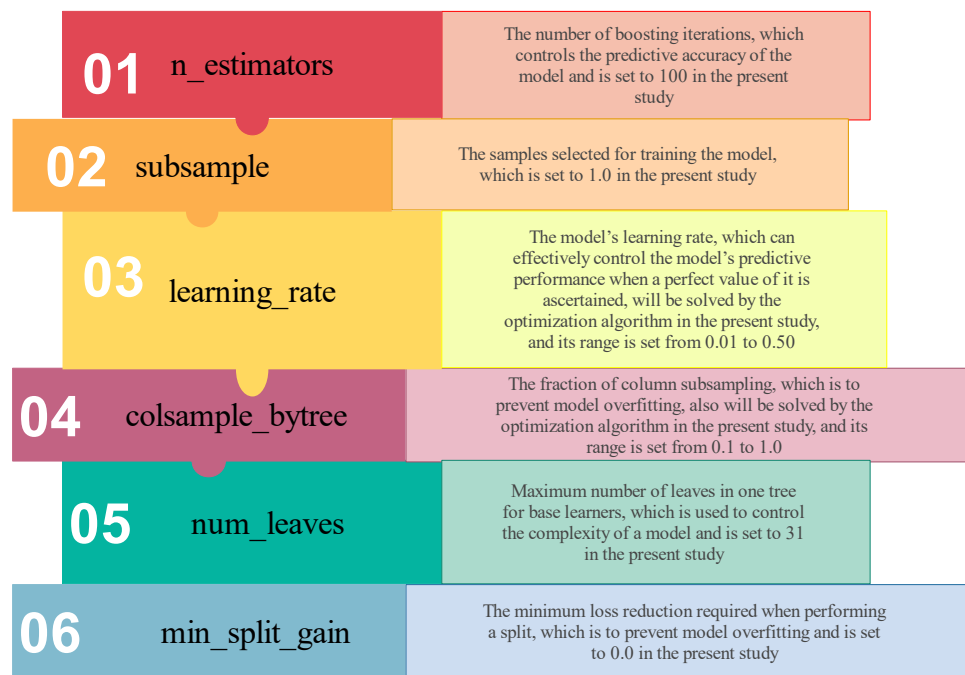 01
n_estimators
The number of boosting iterations, which
controls the predictive accuracy of the
model and is set to 100 in the present
study
02
subsample
The samples selected for training the model,
which is set to 1.0 in the present study
03
learning_rate
The model’s learning rate, which can
effectively control the model’s predictive
performance when a perfect value of it is
ascertained, will be solved by the
optimization algorithm in the present study,
and its range is set from 0.01 to 0.50
04
colsample_bytree
The fraction of column subsampling, which is to
prevent model overfitting, also will be solved by the
optimization algorithm in the present study, and its
range is set from 0.1 to 1.0
05
num_leaves
Maximum number of leaves in one tree
for base learners, which is used to control
the complexity of a model and is set to 31
in the present study
06
min_split_gain
The minimum loss reduction required when performing
a split, which is to prevent model overfitting and is set
to 0.0 in the present study